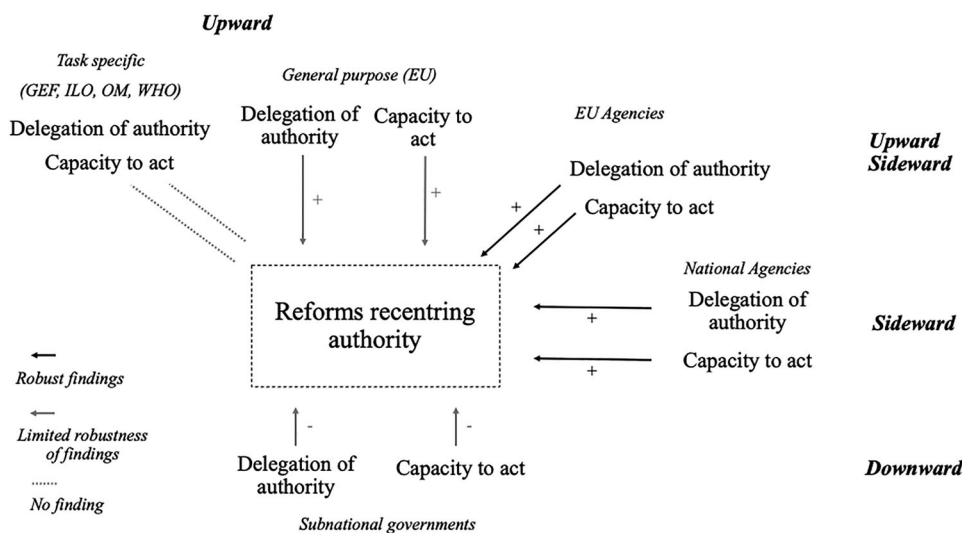 Upward
Task specific
(GEF, ILO, OM, WHO)
Delegation of authority
Capacity to act
General purpose (EU)
Delegation of
authority
Capacity to
act
+
+
EU Agencies
Delegation of authority
Capacity to act
+
+
Upward
Sideward
Reforms recentring
authority
National Agencies
Delegation of
authority
+
Capacity to act
+
Sideward
Robust findings
Limited robustness
of findings
No finding
-
-
Delegation of
authority
Capacity to act
Subnational governments
Downward